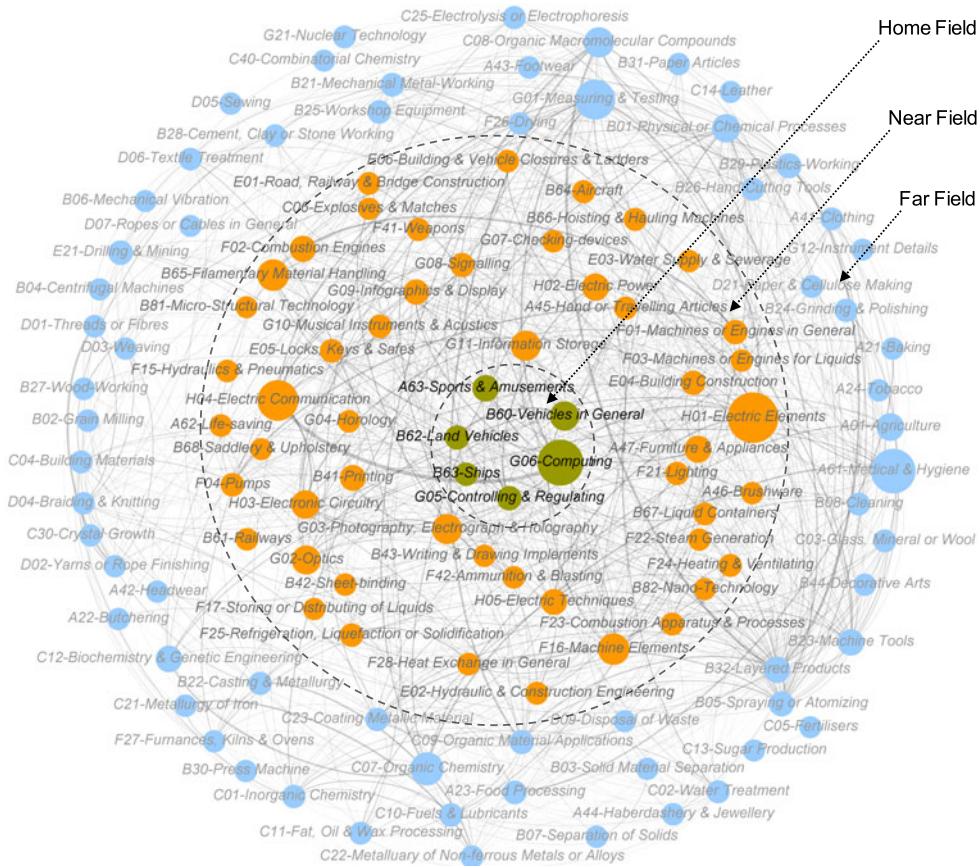 C25-Electrolysis or Electrophoresis
Home Field
G21-Nuclear Technology
C08-Organic Macromolecular Compounds
C40-Combinatorial Chemistry
A43-Footwear
B31-Paper Articles
B21-Mechanical Metal-Working
C14-Leather
D05-Sewing
G01-Measuring & Testing
B25-Workshop Equipment
Near Field
F26-Drying
B01-Physical or Chemical Processes
B28-Cement, Clay or Stone Working
D06-Textile Treatment
E06-Building & Vehicle Closures & Ladders
B29-Plastics-Working
E01-Road, Railway & Bridge Construction
B64-Aircraft
B26-Hand Cutting Tools
B06-Mechanical Vibration
Far Field
C06-Explosives & Matches
B66-Hoisting & Hauling Machines
A41-Clothing
D07-Ropes or Cables in General
F41-Weapons
G07-Checking-devices
E21-Drilling & Mining
F02-Combustion Engines
G12-Instrument Details
E03-Water Supply & Sewerage
G08-Signalling
B65-Filamentary Material Handling
B04-Centrifugal Machines
H02-Electric Power
D21-Paper & Cellulose Making
G09-Infographics & Display
B81-Micro-Structural Technology
A45-Hand or Travelling Articles
B24-Grinding & Polishing
D01-Threads or Fibres
G10-Musical Instruments & Acustics
F01-Machines or Engines in General
D03-Weaving
E05-Locks, Keys & Safes
G11-Information Storage
A21-Baking
F15-Hydraulics & Pneumatics
F03-Machines or Engines for Liquids
B27-Wood-Working
A63-Sports & Amusements
E04-Building Construction
A24-Tobacco
H04-Electric Communication
B02-Grain Milling
B60-Vehicles in General
H01-Electric Elements
A62-Life-saving
G04-Horology
A01-Agriculture
B62-Land Vehicles
B68-Saddlery & Upholstery
A47-Furniture & Appliances
C04-Building Materials
G06-Computing
B63-Ships
F21-Lighting
A61-Medical & Hygiene
F04-Pumps
B41-Printing
A46-Brushware
D04-Braiding & Knitting
H03-Electronic Circuitry
G05-Controlling & Regulating
B08-Cleaning
B67-Liquid Containers
C30-Crystal Growth
G03-Photography, Electrograph & Holography
B61-Railways
F22-Steam Generation
C03-Glass, Mineral or Wool
G02-Optics
B43-Writing & Drawing Implements
D02-Yarns or Rope Finishing
F24-Heating & Ventilating
F42-Ammunition & Blasting
B42-Sheet-binding
B82-Nano-Technology
B44-Decorative Arts
A42-Headwear
H05-Electric Techniques
F17-Storing or Distributing of Liquids
A22-Butchering
F23-Combustion Apparatus & Processes
F25-Refrigeration, Liquefaction or Solidification
B23-Machine Tools
F16-Machine Elements
C12-Biochemistry & Genetic Engineering
F28-Heat Exchange in General
B32-Layered Products
B22-Casting & Metallurgy
E02-Hydraulic & Construction Engineering
C21-Metallurgy of Iron
B05-Spraying or Atomizing
C23-Coating Metallic Material
B09-Disposal of Waste
C05-Fertilisers
F27-Furnances, Kilns & Ovens
C09-Organic Material Applications
C13-Sugar Production
B30-Press Machine
C07-Organic Chemistry
B03-Solid Material Separation
C01-Inorganic Chemistry
A23-Food Processing
C02-Water Treatment
C10-Fuels & Lubricants
A44-Haberdashery & Jewellery
C11-Fat, Oil & Wax Processing
B07-Separation of Solids
C22-Metalluary of Non-ferrous Metals or Alloys